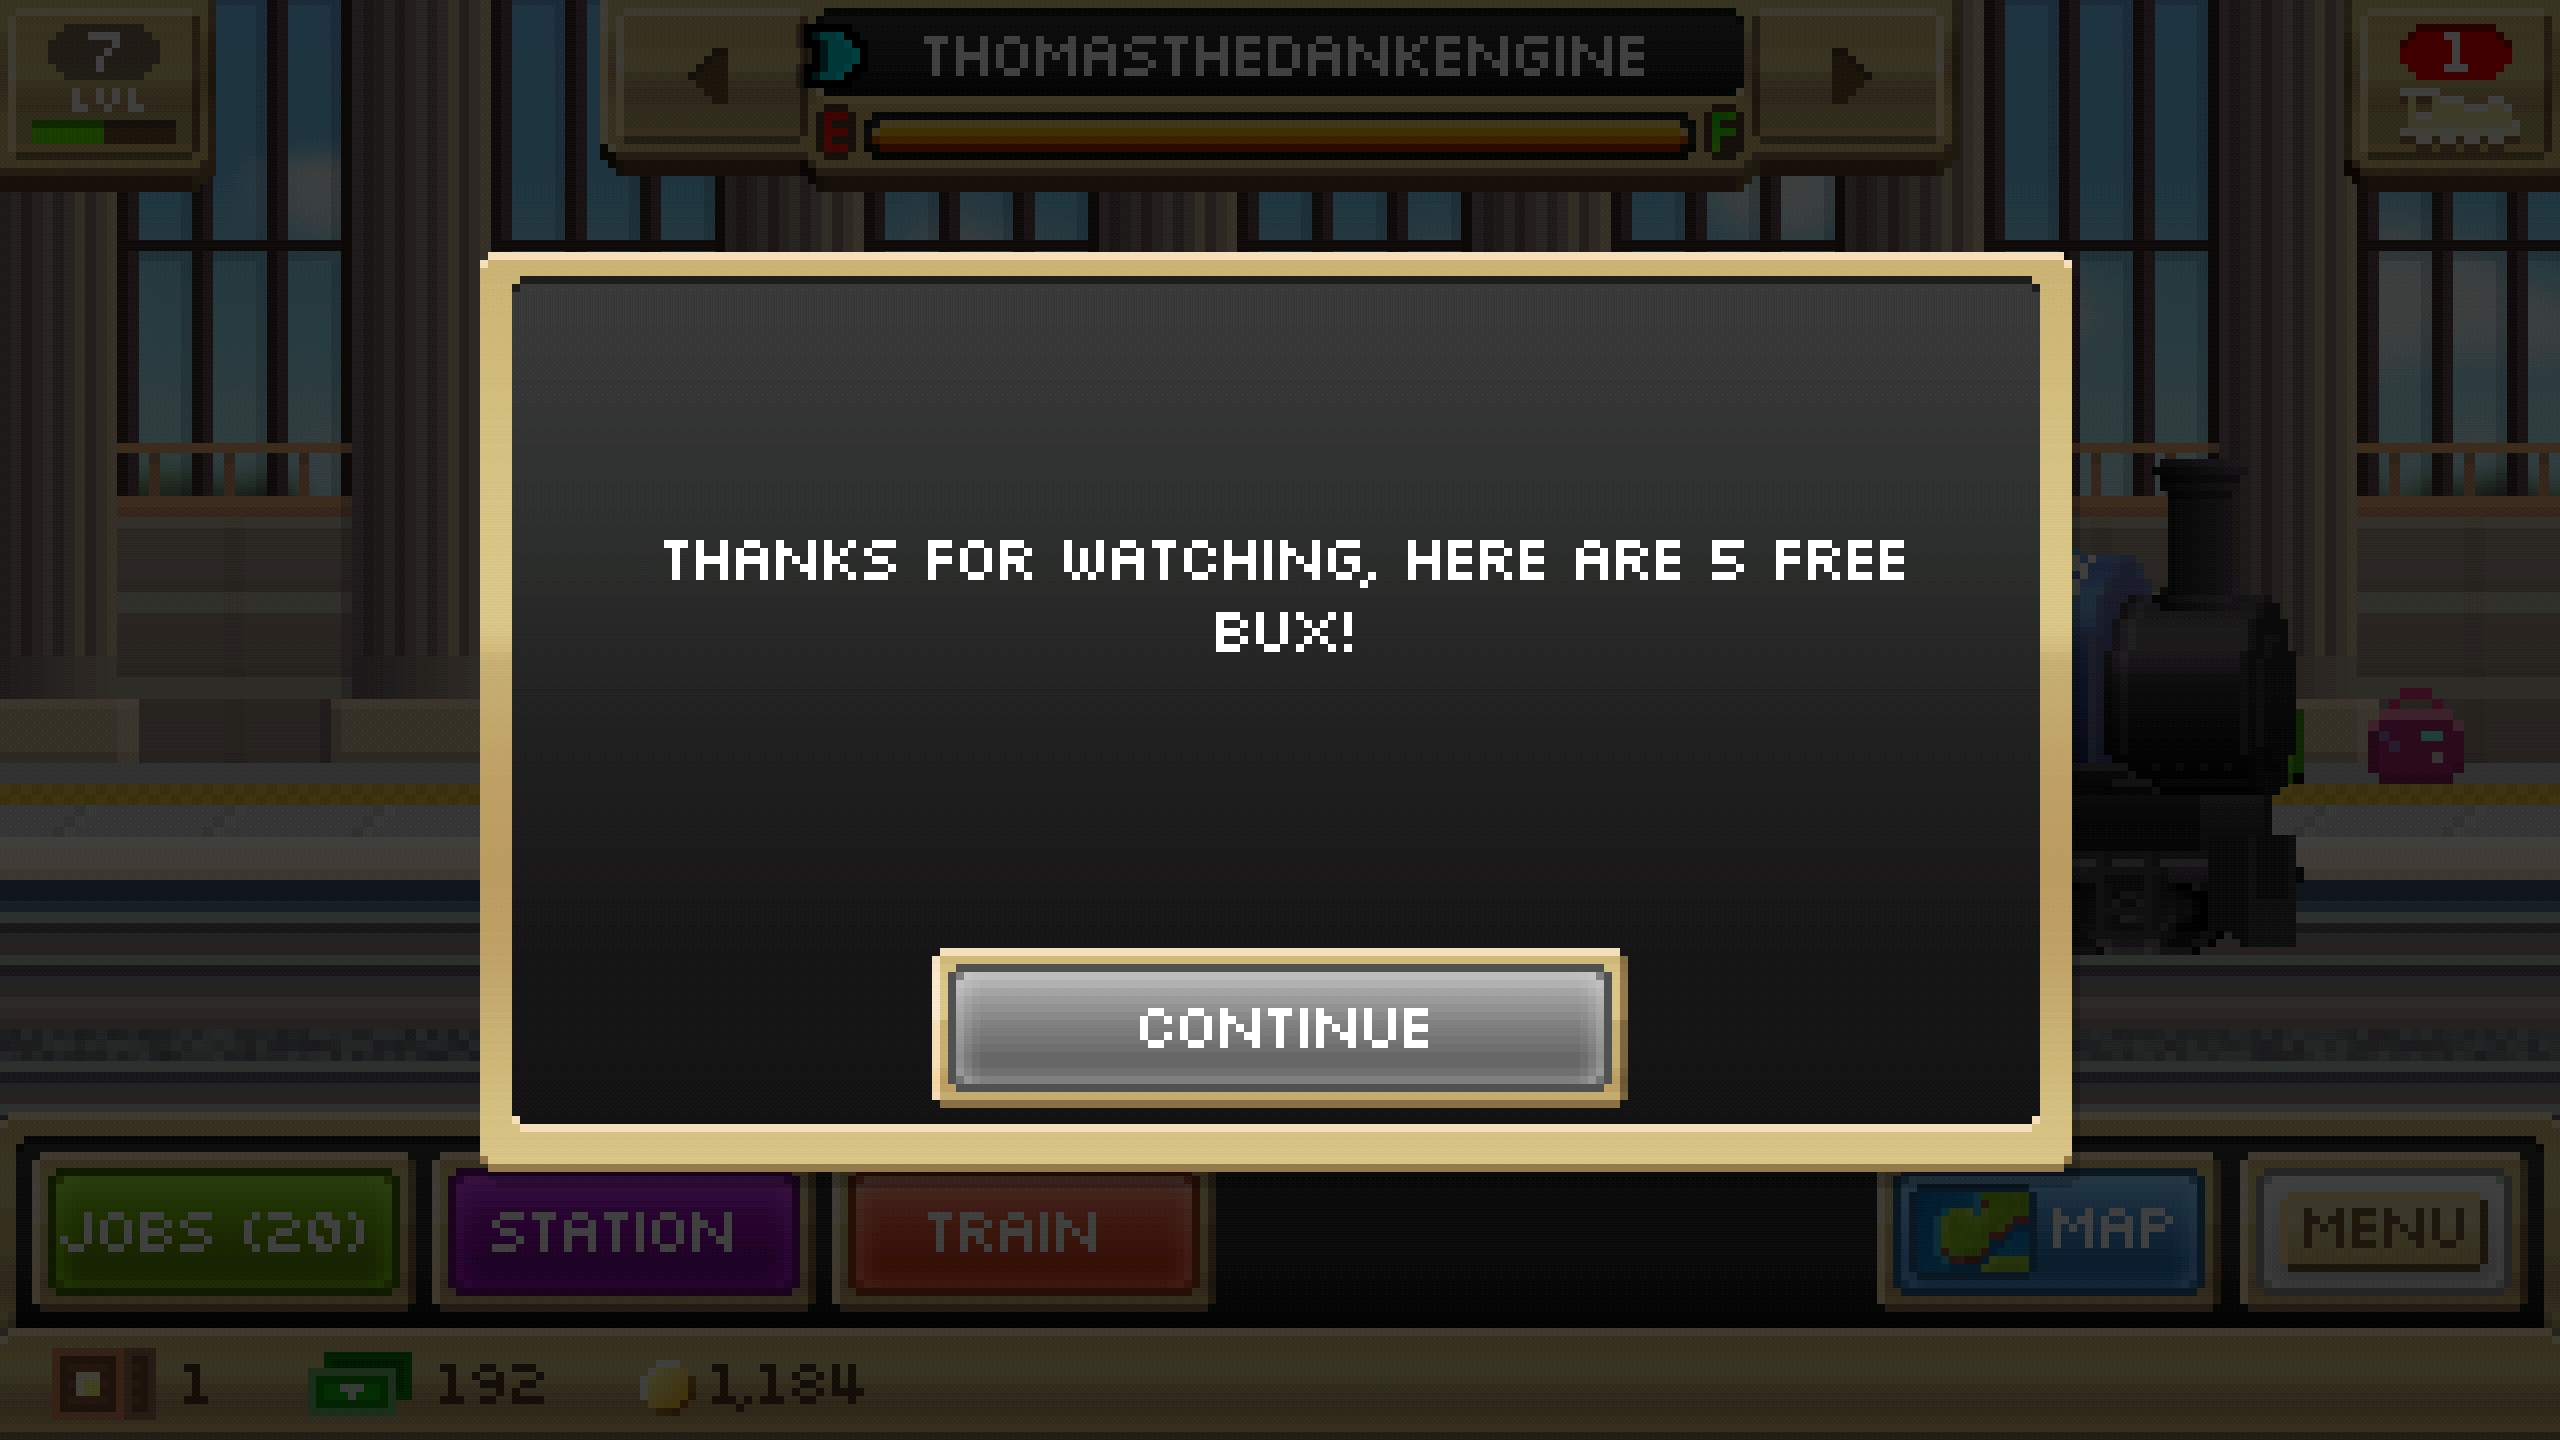 7
LVL
THOMASTHEDANKENGINE
E
F
1
THANKS FOR WATCHING, HERE ARE 5 FREE
BUX!
CONTINUE
JOBS (20)
STATION
TRAIN
MAP
MENU
1
192
1,184